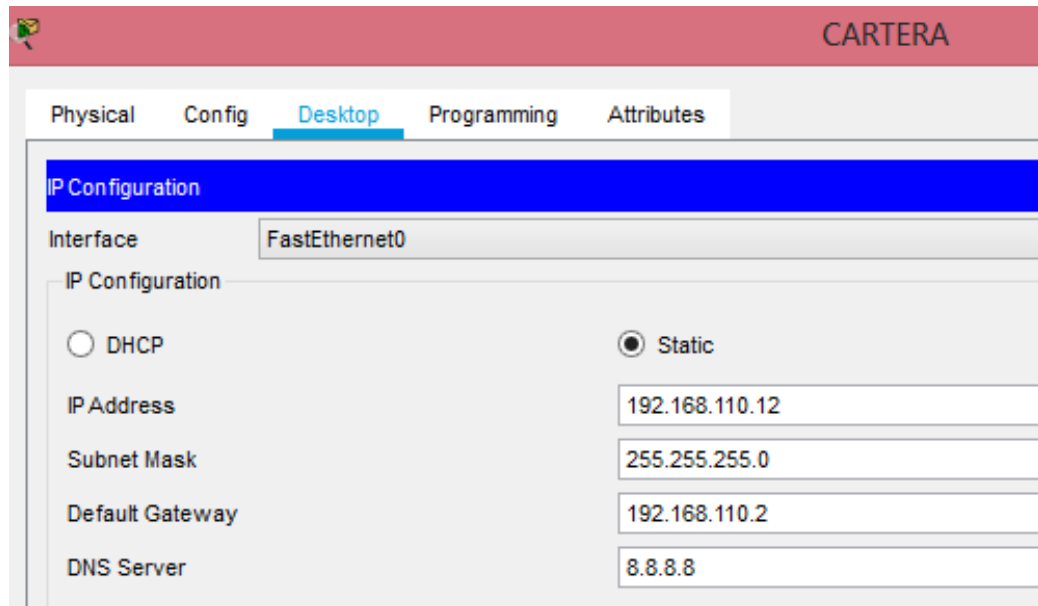 CARTERA
Physical Config Desktop Programming Attributes
IP Configuration
Interface FastEthernet0
IP Configuration
DHCP Static
IP Address 192.168.110.12
Subnet Mask 255.255.255.0
Default Gateway 192.168.110.2
DNS Server 8.8.8.8